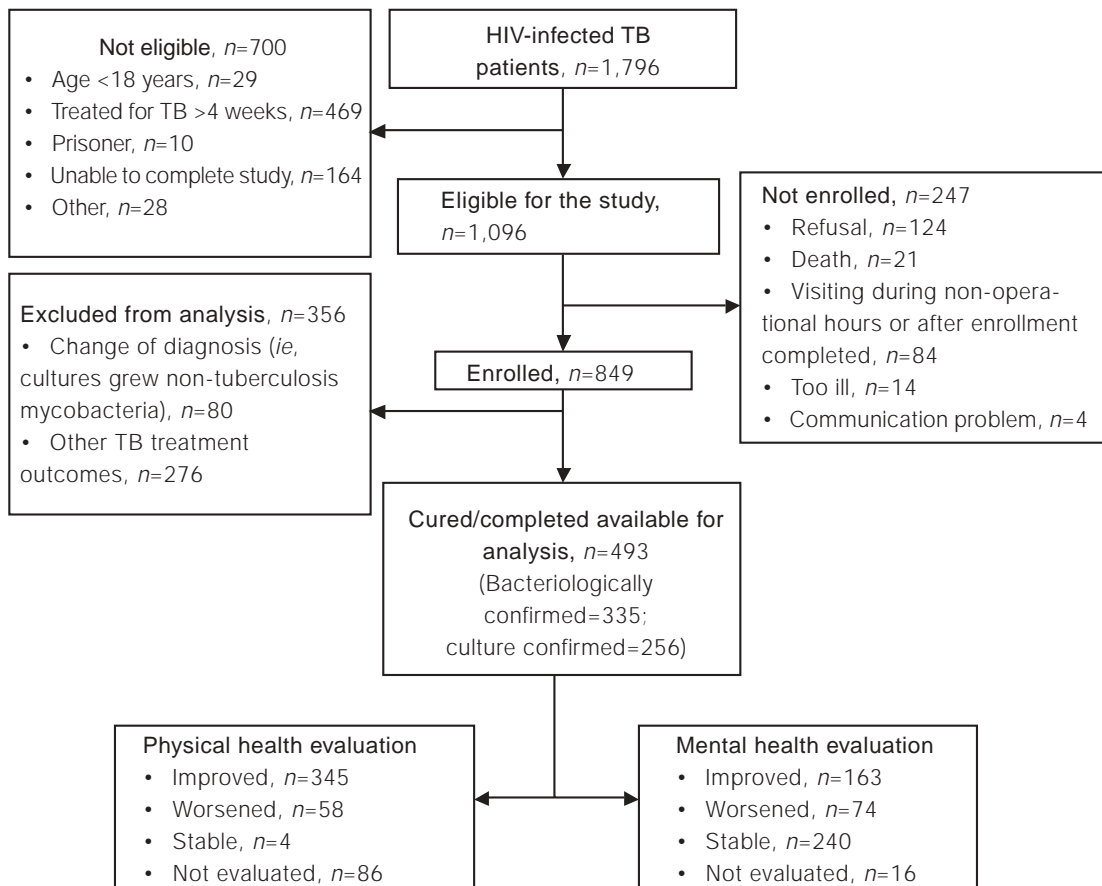 HIV-infected TB
patients, n=1,796
Not eligible, n=700
• Age <18 years, n=29
• Treated for TB >4 weeks, n=469
• Prisoner, n=10
• Unable to complete study, n=164
• Other, n=28
Eligible for the study,
n=1,096
Not enrolled, n=247
• Refusal, n=124
• Death, n=21
• Visiting during non-opera-
tional hours or after enrollment
completed, n=84
• Too ill, n=14
• Communication problem, n=4
Enrolled, n=849
Excluded from analysis, n=356
• Change of diagnosis (ie,
cultures grew non-tuberculosis
mycobacteria), n=80
• Other TB treatment
outcomes, n=276
Cured/completed available for
analysis, n=493
(Bacteriologically
confirmed=335;
culture confirmed=256)
Physical health evaluation
• Improved, n=345
• Worsened, n=58
• Stable, n=4
• Not evaluated, n=86
Mental health evaluation
• Improved, n=163
• Worsened, n=74
• Stable, n=240
• Not evaluated, n=16